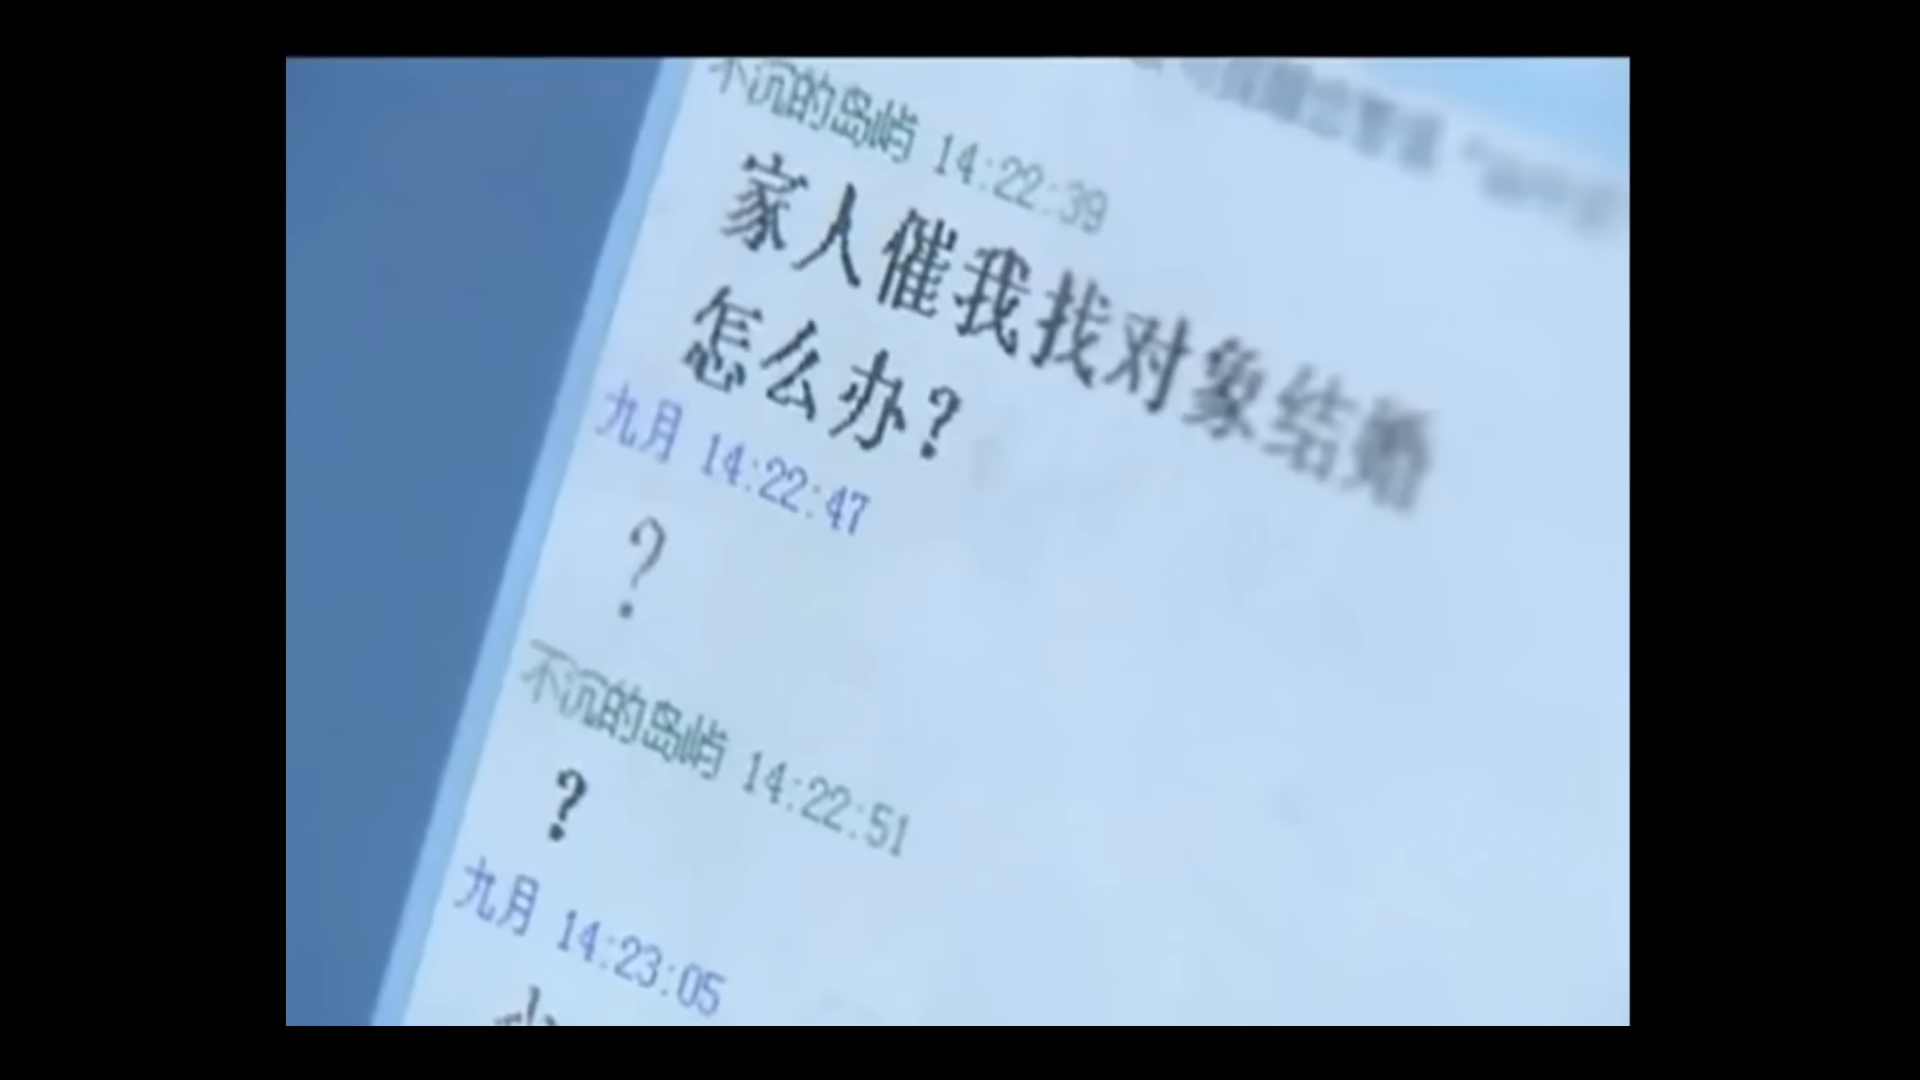 不沉的岛屿 14:22:39
家人催我找对象结婚
怎么办?
九月 14:22:47
?
不沉的岛屿 14:22:51
?
九月 14:23:05